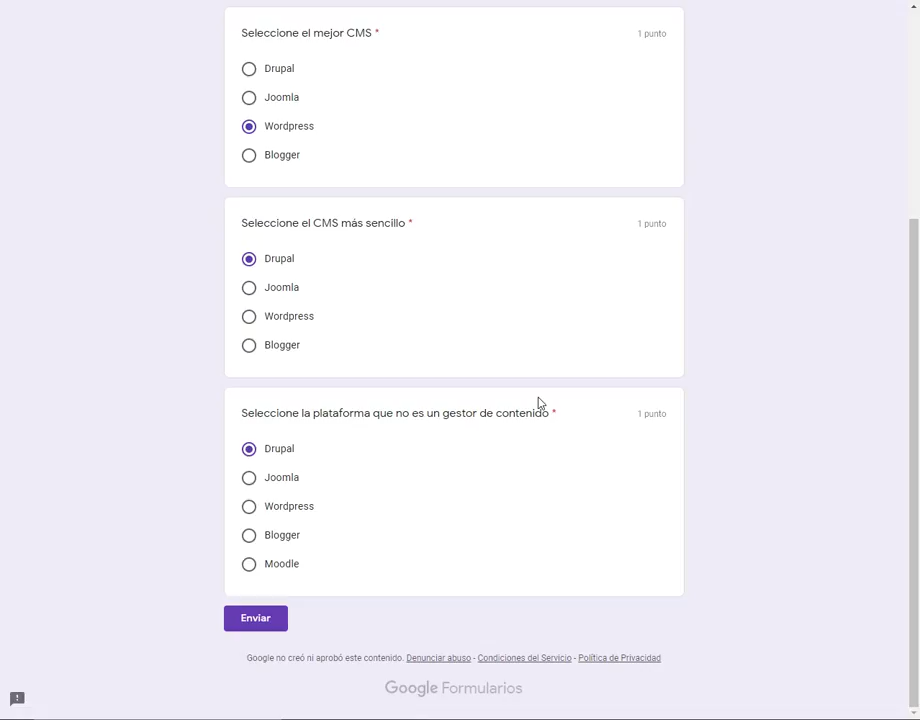 Seleccione el mejor CMS * 1 punto
Drupal
Joomla
Wordpress
Blogger
Seleccione el CMS más sencillo * 1 punto
Drupal
Joomla
Wordpress
Blogger
Seleccione la plataforma que no es un gestor de contenido * 1 punto
Drupal
Joomla
Wordpress
Blogger
Moodle
Enviar
Google no creó ni aprobó este contenido. Denunciar abuso - Condiciones del Servicio - Política de Privacidad
Google Formularios